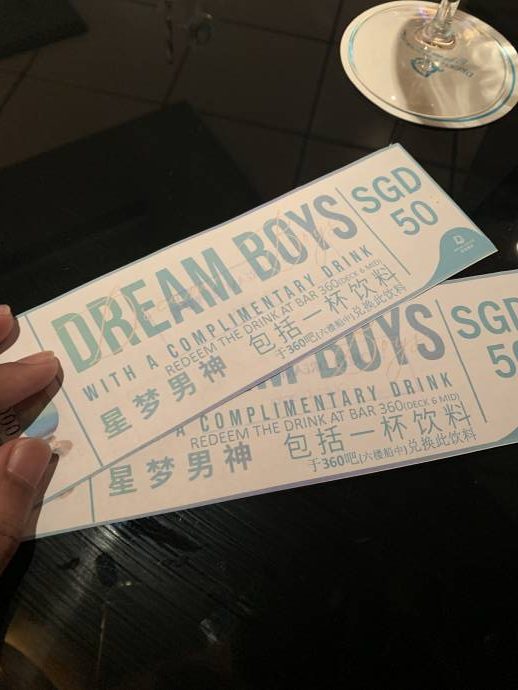 DREAM BOYS
SGD
50
WITH A COMPLIMENTARY DRINK
REDEEM THE DRINK AT BAR 360(DECK 6 MID)
星梦男神 包括一杯饮料
于360吧(六楼船中)兑换此饮料
BOYS
SGD
A COMPLIMENTARY DRINK
REDEEM THE DRINK AT BAR 360(DECK 6 MID)
星梦男神 包括一杯饮料
于360吧(六楼船中)兑换此饮料